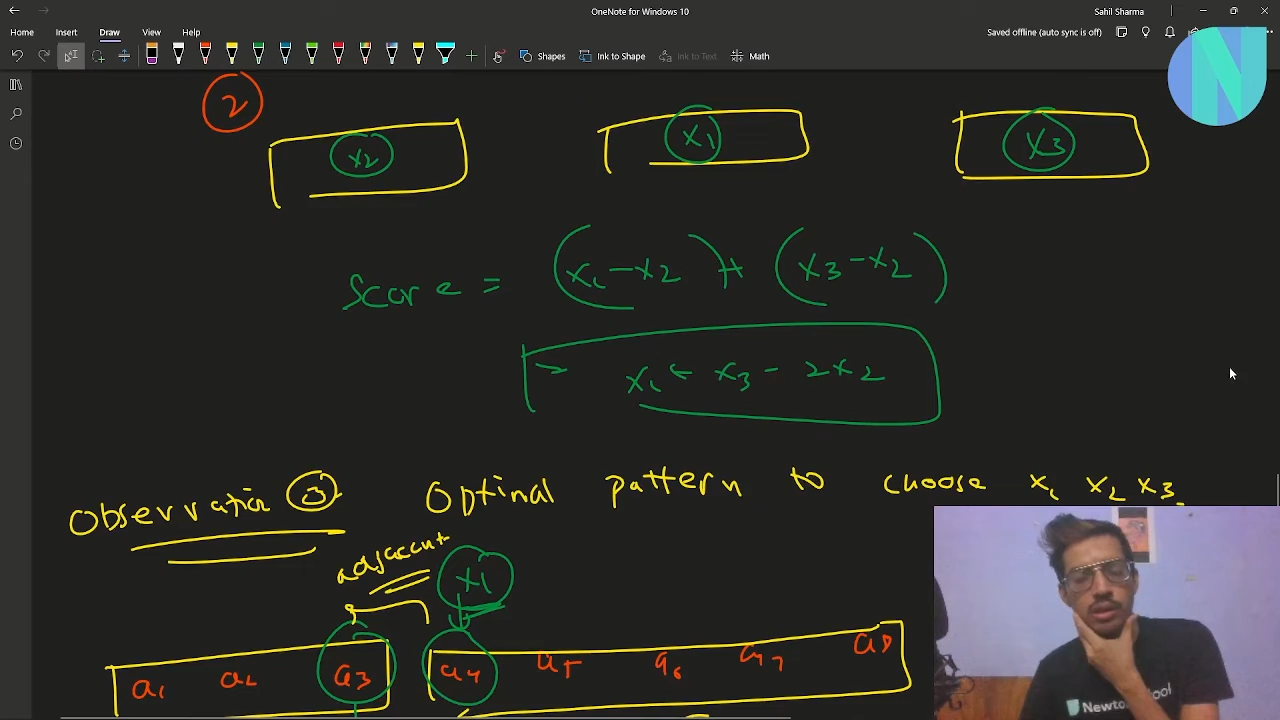 OneNote for Windows 10
Sahil Sharma
Home Insert Draw View Help
Saved offline (auto sync is off)
Shapes Ink to Shape Ink to Text Math
N
2
x2 x1 x3
Score = (x1 - x2) + (x3 - x2)
x1 + x3 - 2x2
Observation 3 Optimal pattern to choose x1 x2 x3
adjacent
x1
a1 a2 a3 a4 a5 a6 a7 a8
Newton School